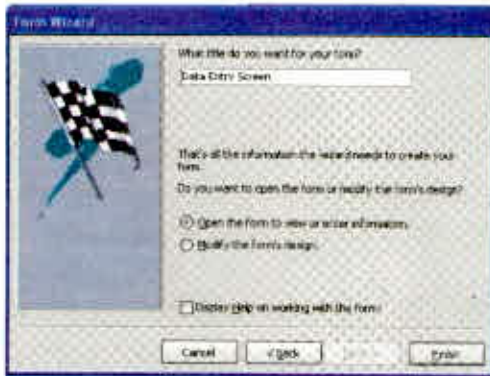 Form Wizard
What title do you want for your form?
Data Entry Screen
That's all the information the wizard needs to create your
form.
Do you want to open the form or modify the form's design?
Open the form to view or enter information.
Modify the form's design.
Display Help on working with the form?
Cancel
< Back
Finish